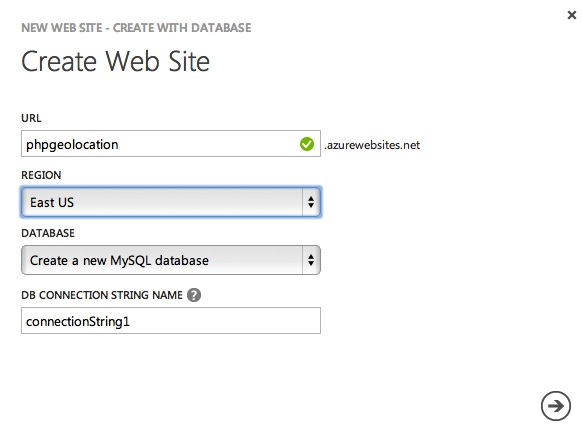 NEW WEB SITE - CREATE WITH DATABASE
Create Web Site
URL
phpgeolocation .azurewebsites.net
REGION
East US
DATABASE
Create a new MySQL database
DB CONNECTION STRING NAME ?
connectionString1